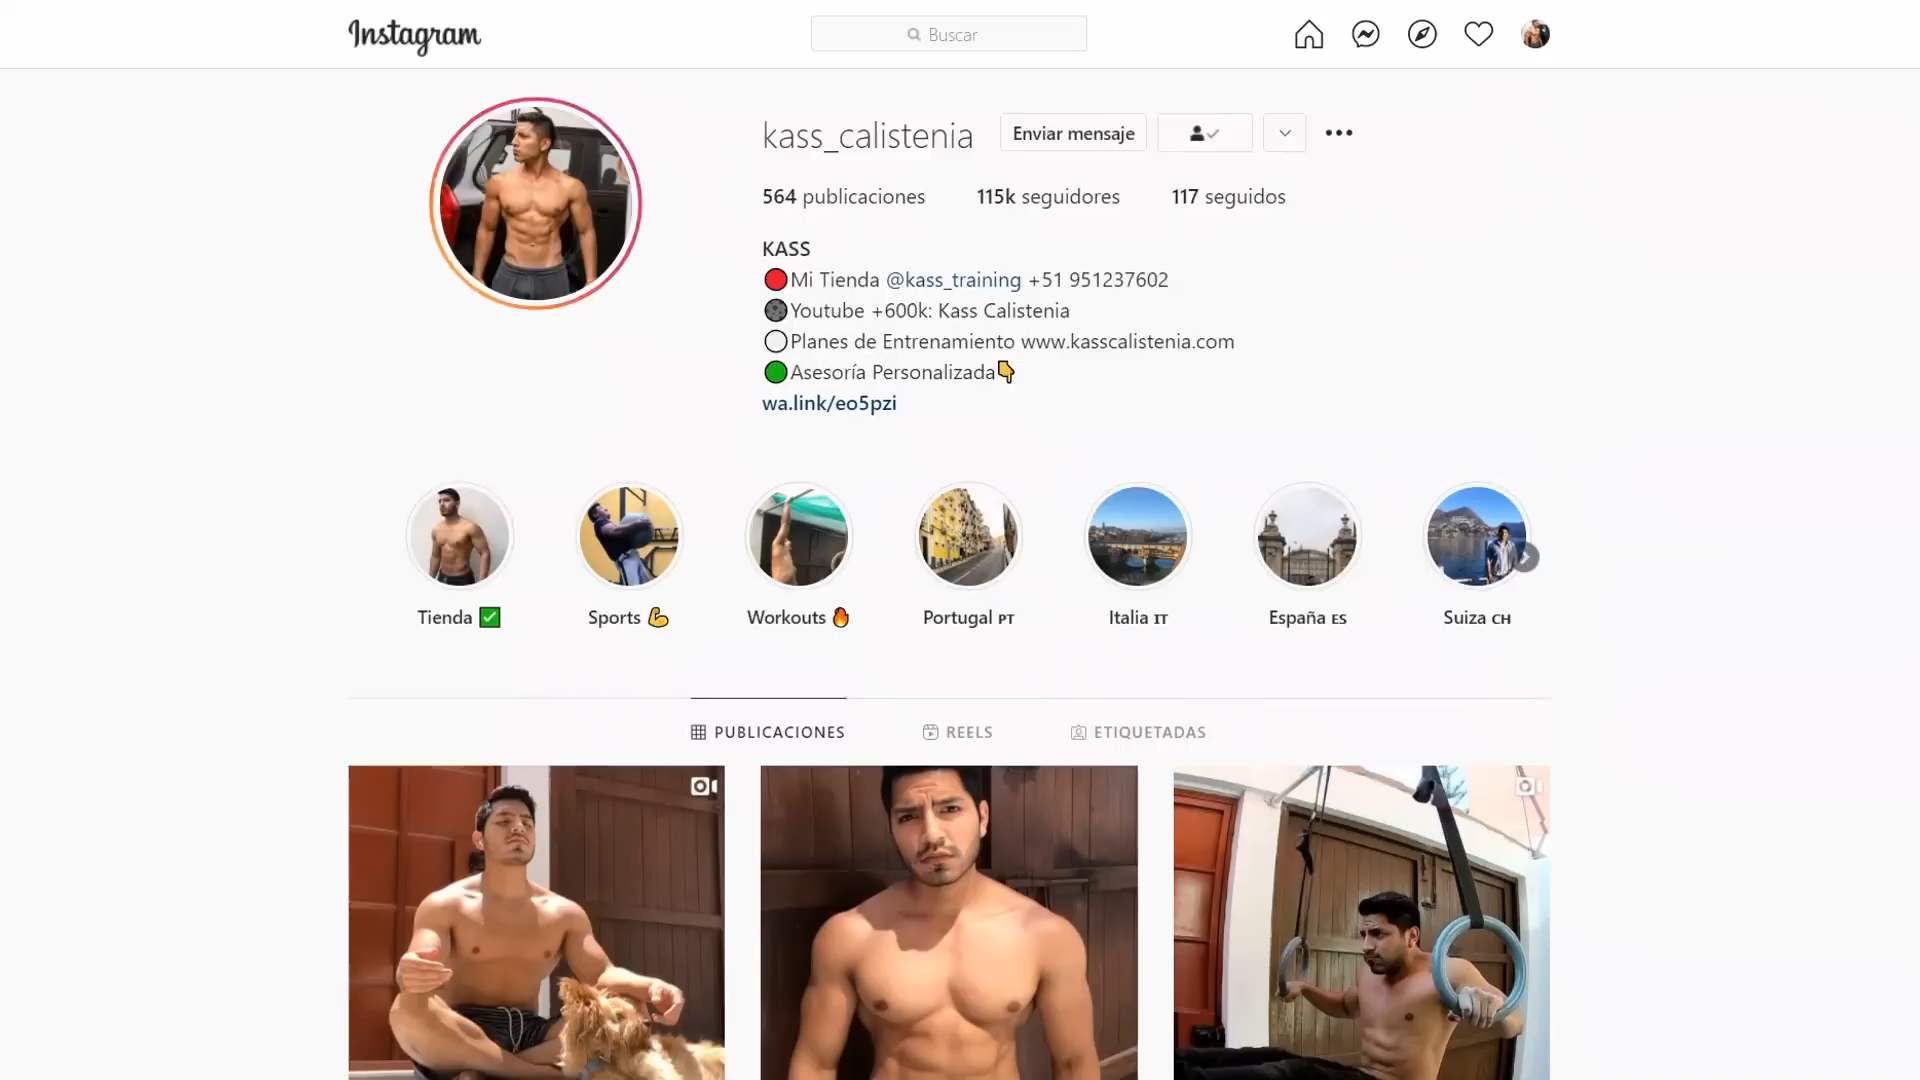 Instagram
Buscar
kass_calistenia
Enviar mensaje
564 publicaciones
115k seguidores
117 seguidos
KASS
🔴Mi Tienda @kass_training +51 951237602
🌑Youtube +600k: Kass Calistenia
⚪Planes de Entrenamiento www.kasscalistenia.com
🟢Asesoría Personalizada👇
wa.link/eo5pzi
Tienda ✅
Sports 💪
Workouts 🔥
Portugal PT
Italia IT
España ES
Suiza CH
PUBLICACIONES
REELS
ETIQUETADAS